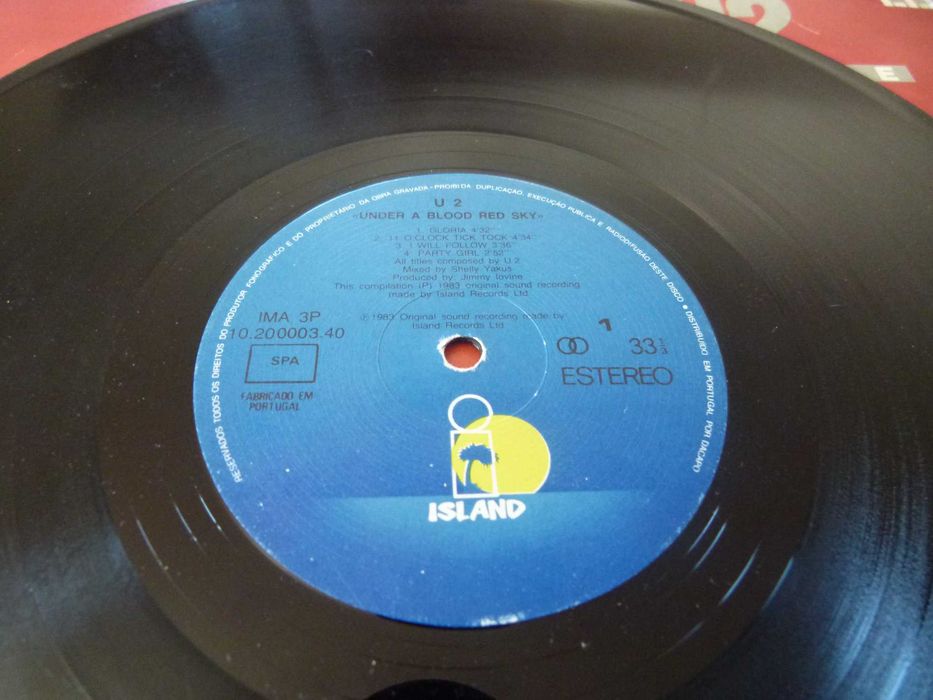 RESERVADOS TODOS OS DIREITOS DO PRODUTOR FONOGRÁFICO E DO PROPRIETÁRIO DA OBRA GRAVADA - PROIBIDA DUPLICAÇÃO, EXECUÇÃO PUBLICA E RADIODIFUSÃO DESTE DISCO • DISTRIBUÍDO EM PORTUGAL POR DACAPO
U 2
«UNDER A BLOOD RED SKY»
1. GLORIA 4'32''
2. 11 O.CLOCK TICK TOCK 4'34''
3. I WILL FOLLOW 3'36''
4. PARTY GIRL 2'52'
All titles composed by U 2
Mixed by Shelly Yakus
Produced by: Jimmy Iovine
This compilation (P) 1983 original sound recording
made by Island Records Ltd.
IMA 3P
10.200003.40
℗ 1983 Original sound recording made by
Island Records Ltd
SPA
FABRICADO EM
PORTUGAL
1
33 1/3
ESTEREO
ISLAND
2
E